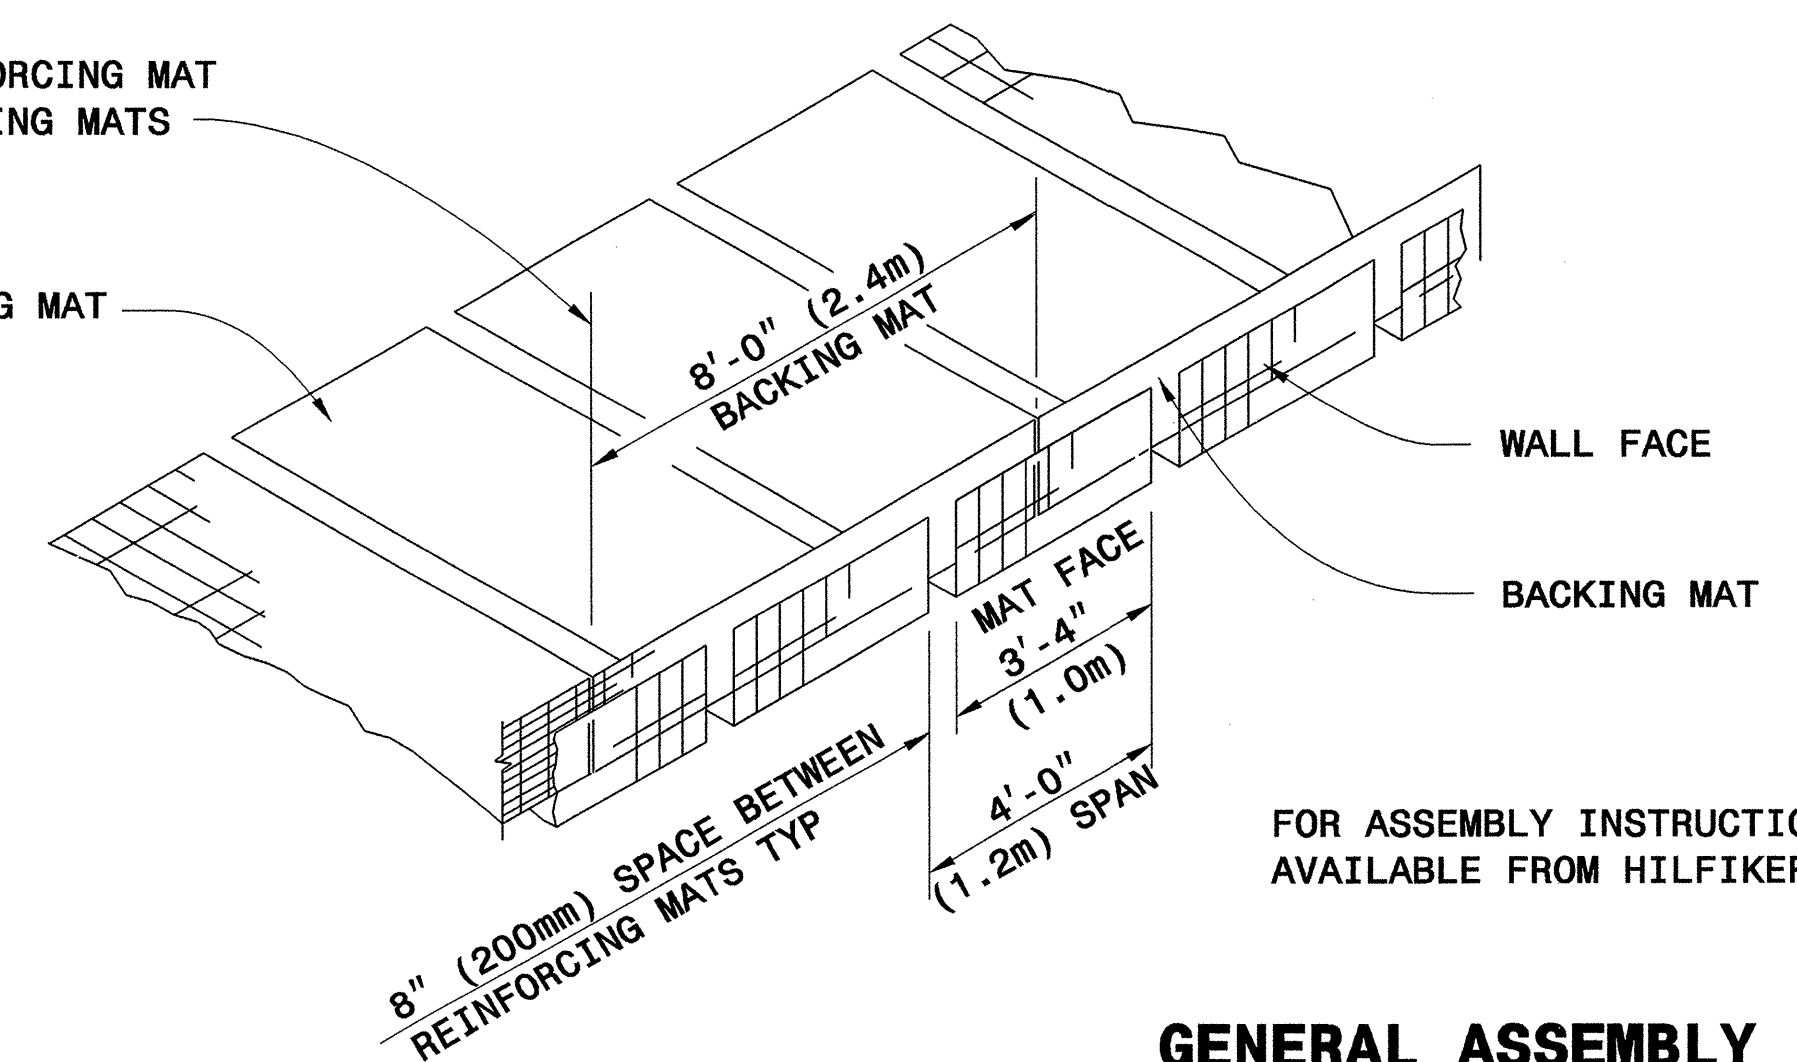 ORCING MAT
ING MATS
G MAT
8'-0" (2.4m)
BACKING MAT
WALL FACE
BACKING MAT
MAT FACE
3'-4"
(1.0m)
4'-0"
(1.2m) SPAN
8" (200mm) SPACE BETWEEN
REINFORCING MATS TYP
FOR ASSEMBLY INSTRUCTIO
AVAILABLE FROM HILFIKER
GENERAL ASSEMBLY